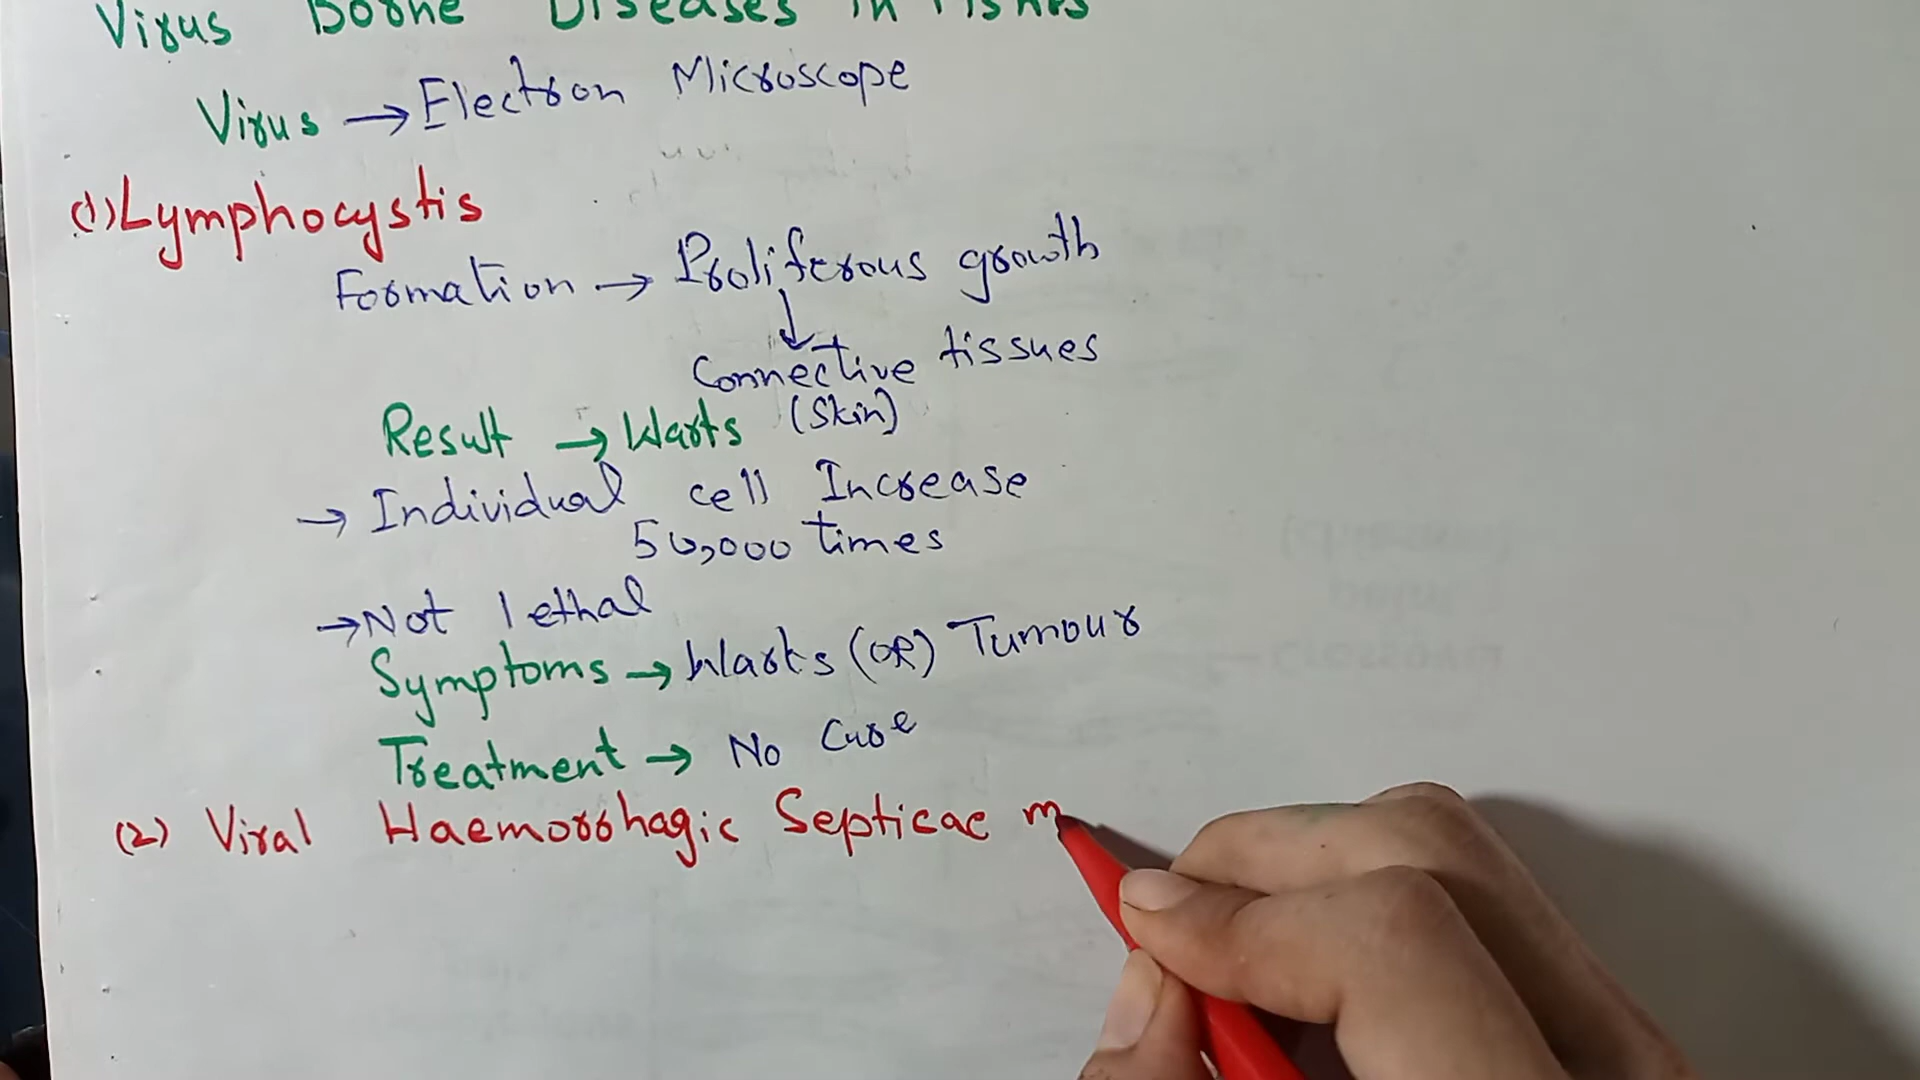 Virus Borne Diseases in Fishes
Virus → Electron Microscope
(1) Lymphocystis
Formation → Proliferous growth
↓
Connective tissues
(Skin)
Result → Warts
→ Individual cell Increase
50,000 times
→ Not lethal
Symptoms → Warts (OR) Tumour
Treatment → No Cure
(2) Viral Haemorrhagic Septicaem